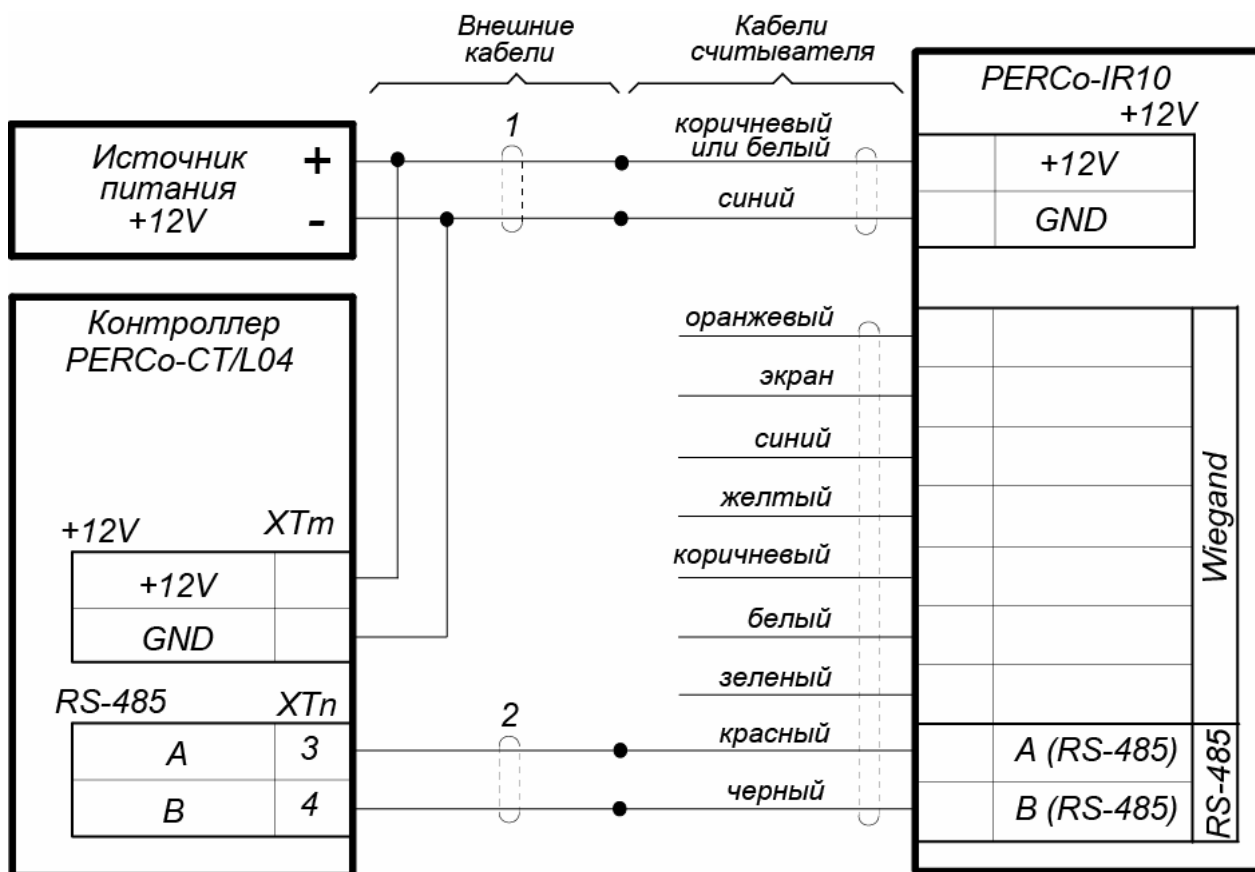 Внешние
кабели
Кабели
считывателя
PERCo-IR10
+12V
1
коричневый
или белый
Источник
питания
+12V
+
-
синий
+12V
GND
Контроллер
PERCo-CT/L04
оранжевый
экран
синий
желтый
коричневый
белый
зеленый
Wiegand
+12V
XTm
+12V
GND
RS-485
XTn
A
3
B
4
2
красный
черный
A (RS-485)
B (RS-485)
RS-485